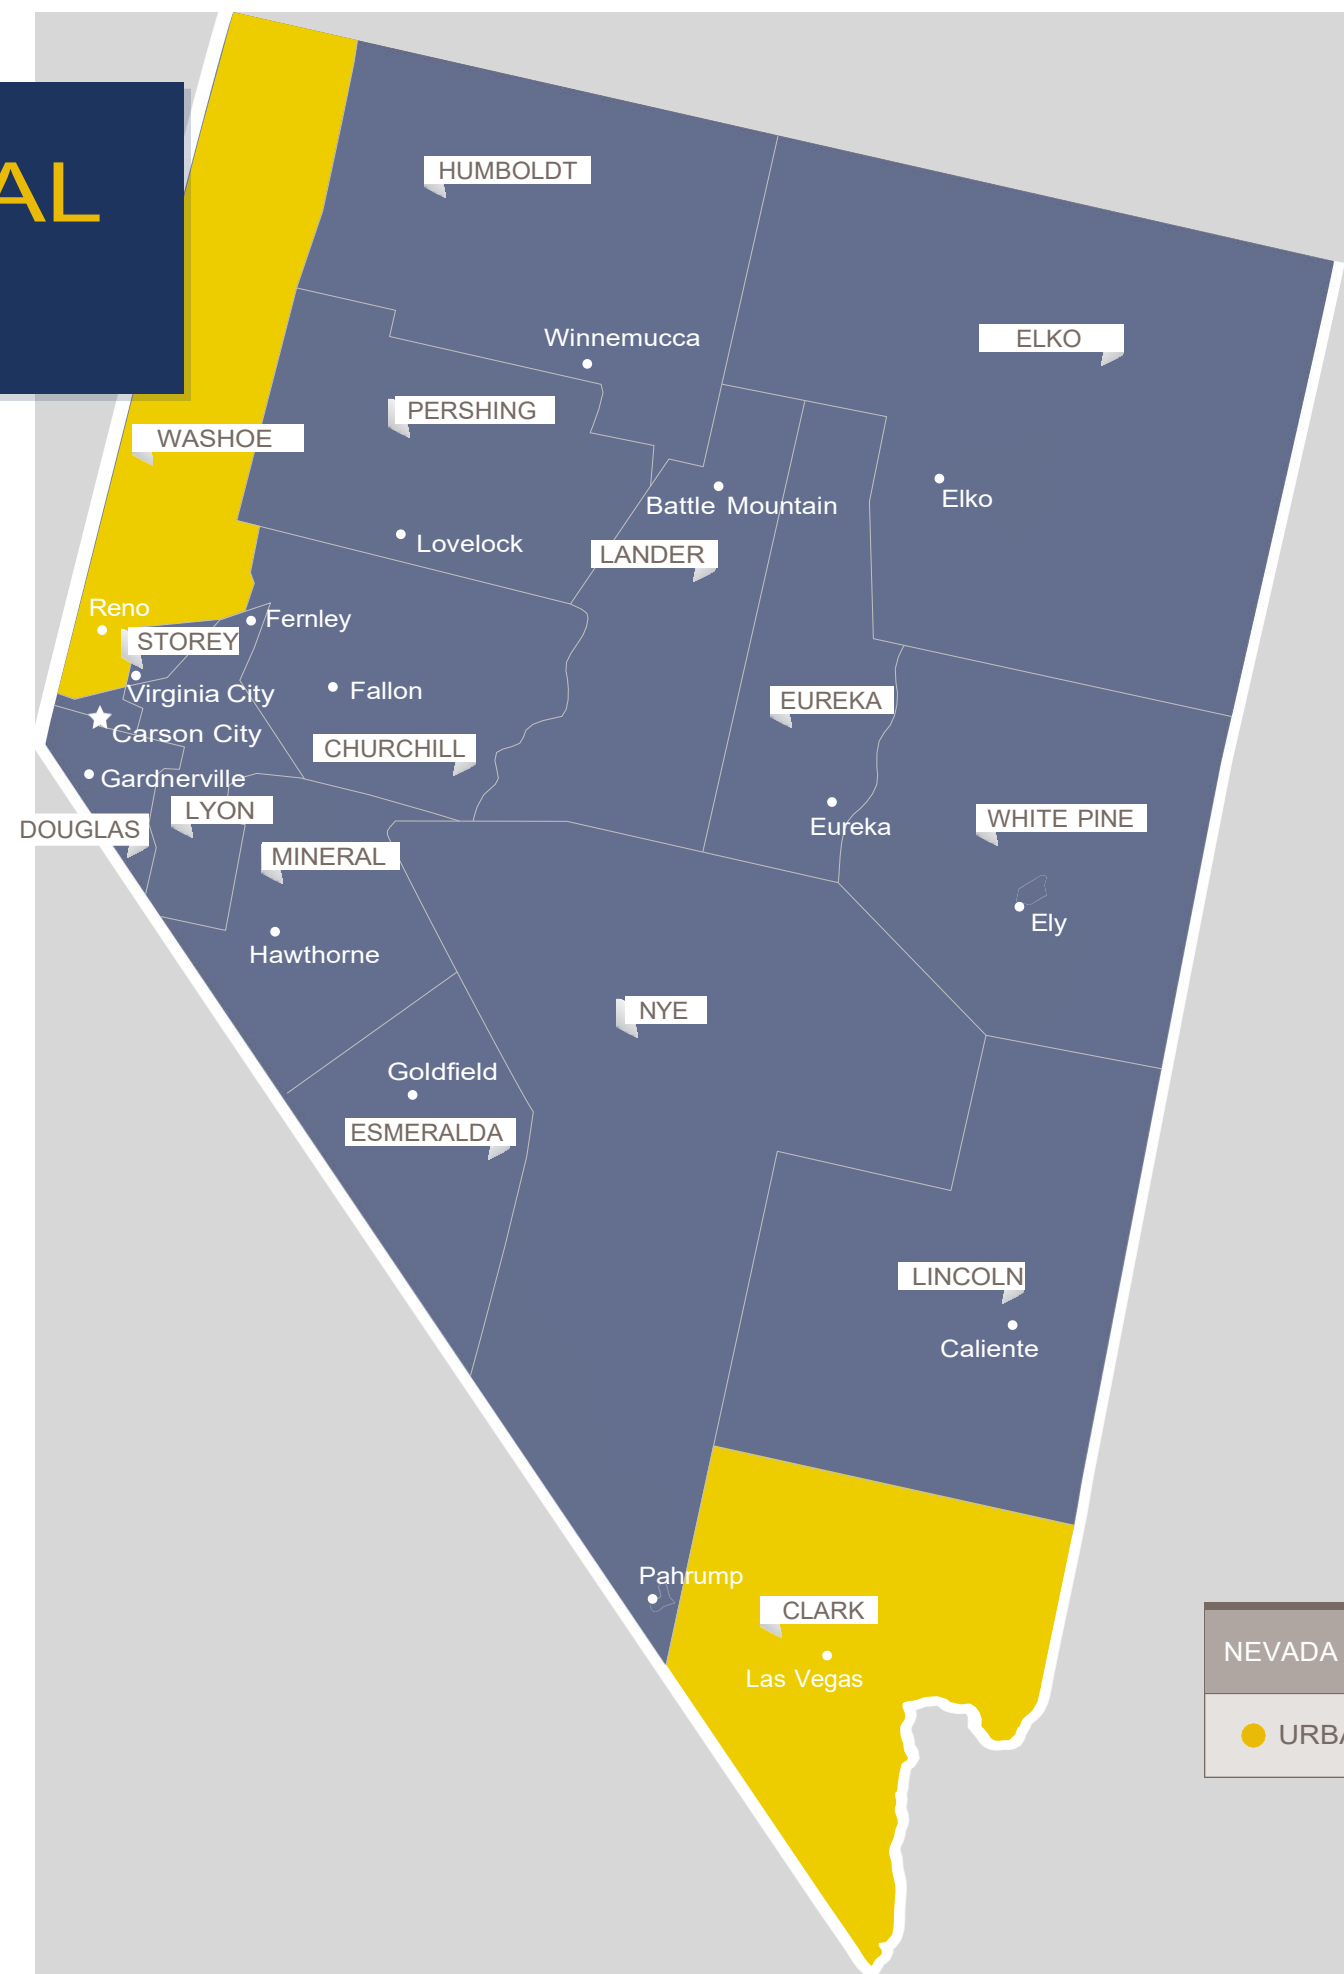 AL
HUMBOLDT
Winnemucca
ELKO
PERSHING
WASHOE
Elko
Battle Mountain
Lovelock
LANDER
Reno
Fernley
STOREY
Virginia City
Fallon
EUREKA
Carson City
CHURCHILL
Gardnerville
LYON
WHITE PINE
DOUGLAS
Eureka
MINERAL
Ely
Hawthorne
NYE
Goldfield
ESMERALDA
LINCOLN
Caliente
Pahrump
CLARK
Las Vegas
NEVADA
URBA